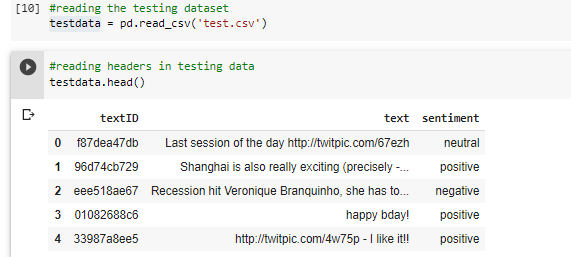 [10] #reading the testing dataset
testdata = pd.read_csv('test.csv')
#reading headers in testing data
testdata.head()
textID text sentiment
0 f87dea47db Last session of the day http://twitpic.com/67ezh neutral
1 96d74cb729 Shanghai is also really exciting (precisely -... positive
2 eee518ae67 Recession hit Veronique Branquinho, she has to... negative
3 01082688c6 happy bday! positive
4 33987a8ee5 http://twitpic.com/4w75p - I like it!! positive